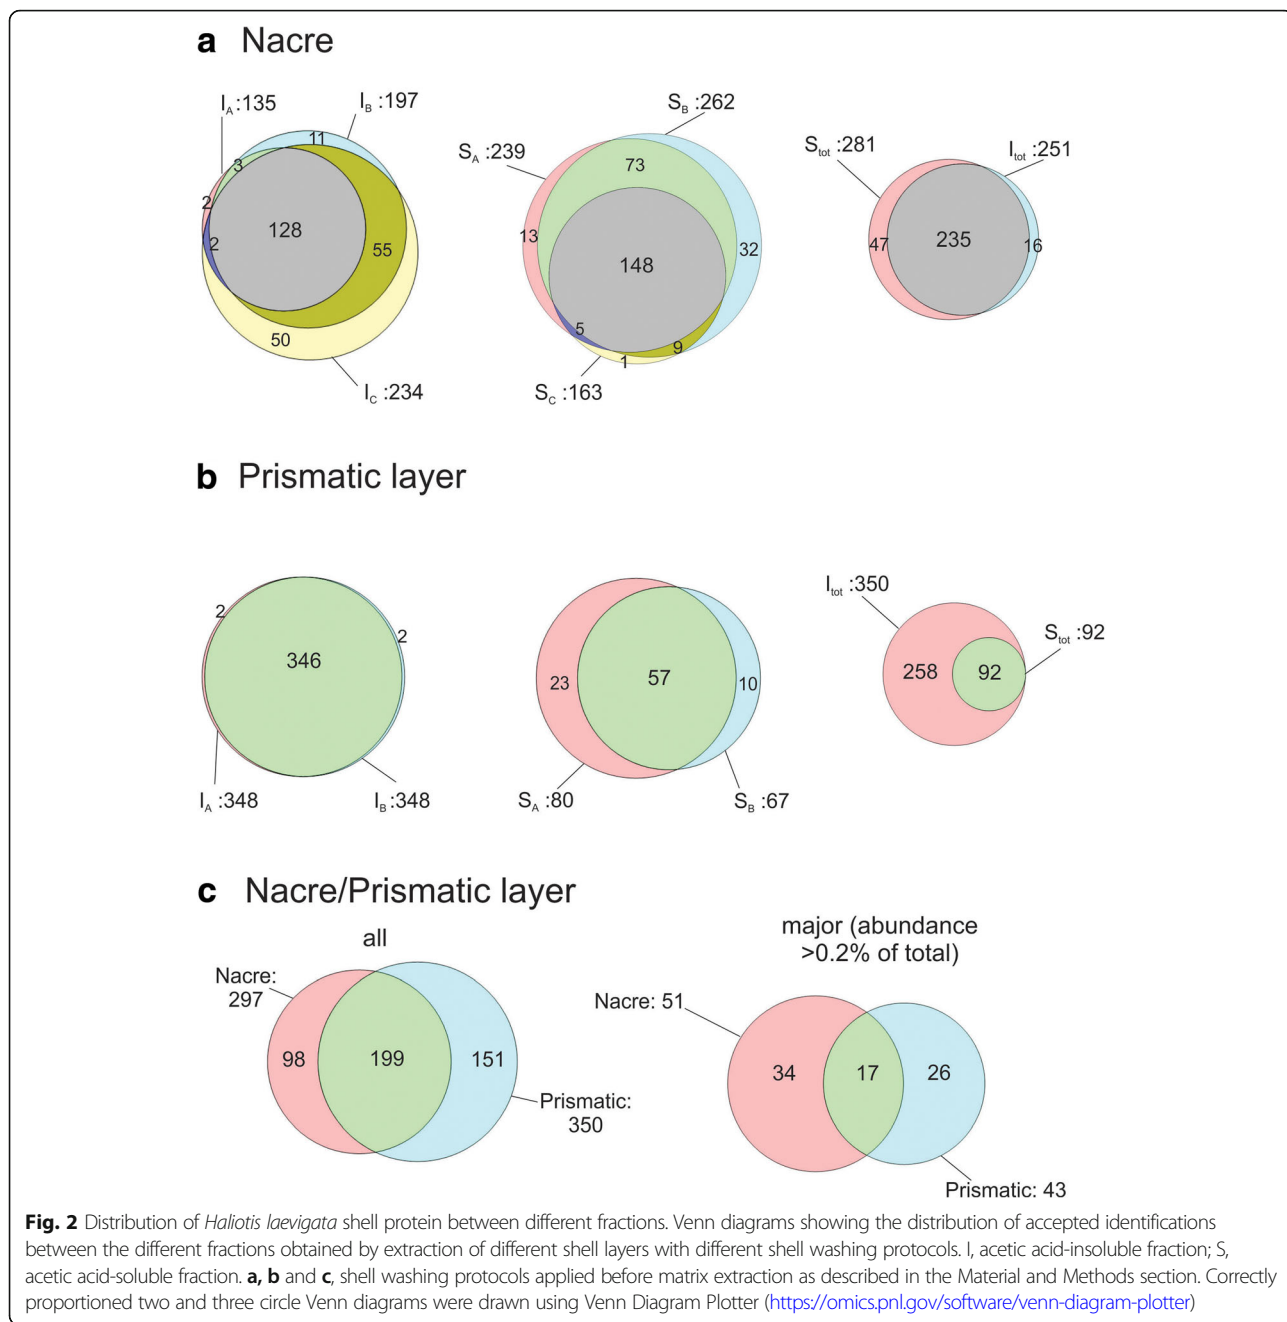 a Nacre
I_A :135
I_B :197
11
3
2
2
128
55
50
I_C :234
S_A :239
S_B :262
73
13
32
148
5
9
1
S_C :163
S_tot :281
I_tot :251
47
235
16
b Prismatic layer
2
2
346
I_A :348
I_B :348
23
57
10
S_A :80
S_B :67
I_tot :350
S_tot :92
258
92
c Nacre/Prismatic layer
all
Nacre:
297
98
199
151
Prismatic:
350
major (abundance
>0.2% of total)
Nacre: 51
34
17
26
Prismatic: 43
Fig. 2 Distribution of Haliotis laevigata shell protein between different fractions. Venn diagrams showing the distribution of accepted identifications
between the different fractions obtained by extraction of different shell layers with different shell washing protocols. I, acetic acid-insoluble fraction; S,
acetic acid-soluble fraction. a, b and c, shell washing protocols applied before matrix extraction as described in the Material and Methods section. Correctly
proportioned two and three circle Venn diagrams were drawn using Venn Diagram Plotter (https://omics.pnl.gov/software/venn-diagram-plotter)